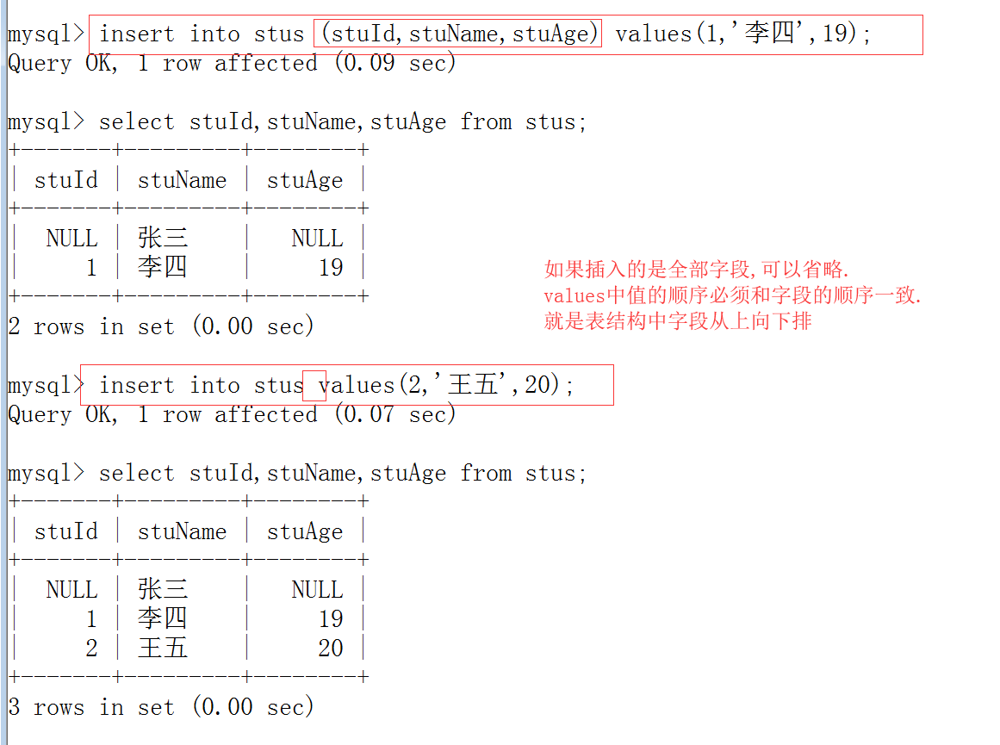 mysql> insert into stus (stuId,stuName,stuAge) values(1,'李四',19);
Query OK, 1 row affected (0.09 sec)
mysql> select stuId,stuName,stuAge from stus;
+-------+---------+--------+
| stuId | stuName | stuAge |
+-------+---------+--------+
|  NULL | 张三    |   NULL |
|     1 | 李四    |     19 |
+-------+---------+--------+
2 rows in set (0.00 sec)
如果插入的是全部字段,可以省略.
values中值的顺序必须和字段的顺序一致.
就是表结构中字段从上向下排
mysql> insert into stus values(2,'王五',20);
Query OK, 1 row affected (0.07 sec)
mysql> select stuId,stuName,stuAge from stus;
+-------+---------+--------+
| stuId | stuName | stuAge |
+-------+---------+--------+
|  NULL | 张三    |   NULL |
|     1 | 李四    |     19 |
|     2 | 王五    |     20 |
+-------+---------+--------+
3 rows in set (0.00 sec)